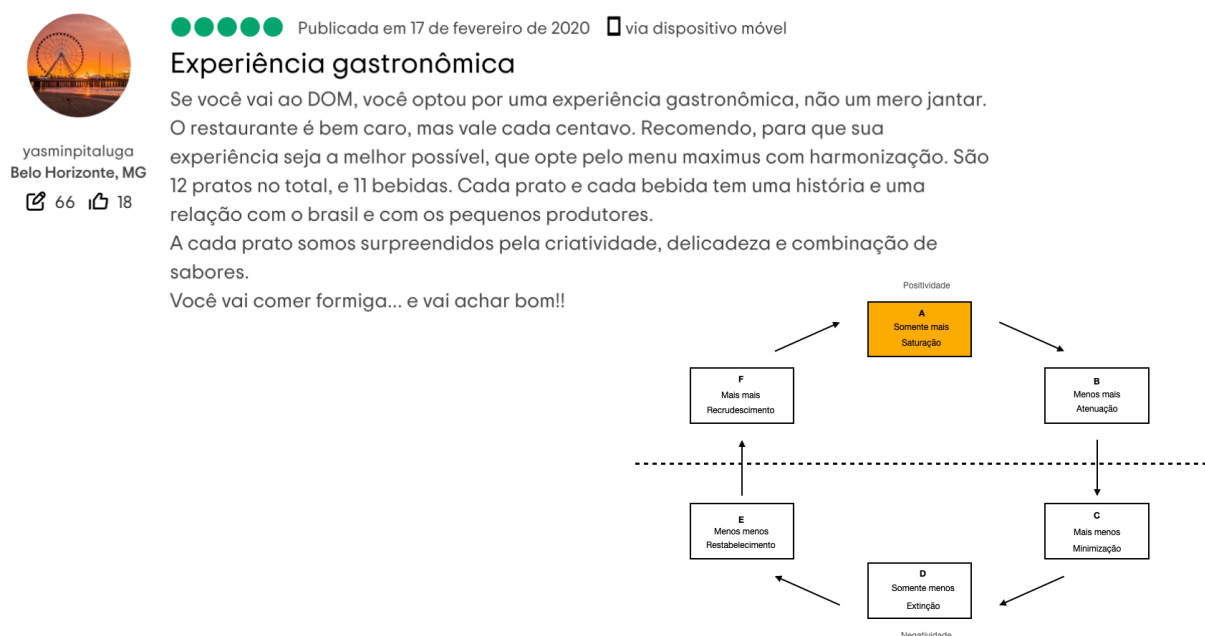 Publicada em 17 de fevereiro de 2020 via dispositivo móvel
Experiência gastronômica
Se você vai ao DOM, você optou por uma experiência gastronômica, não um mero jantar.
O restaurante é bem caro, mas vale cada centavo. Recomendo, para que sua
experiência seja a melhor possível, que opte pelo menu maximus com harmonização. São
12 pratos no total, e 11 bebidas. Cada prato e cada bebida tem uma história e uma
relação com o brasil e com os pequenos produtores.
A cada prato somos surpreendidos pela criatividade, delicadeza e combinação de
sabores.
Você vai comer formiga... e vai achar bom!!
yasminpitaluga
Belo Horizonte, MG
66 18
Positividade
A
Somente mais
Saturação
F
Mais mais
Recrudescimento
B
Menos mais
Atenuação
E
Menos menos
Restabelecimento
C
Mais menos
Minimização
D
Somente menos
Extinção
Negatividade